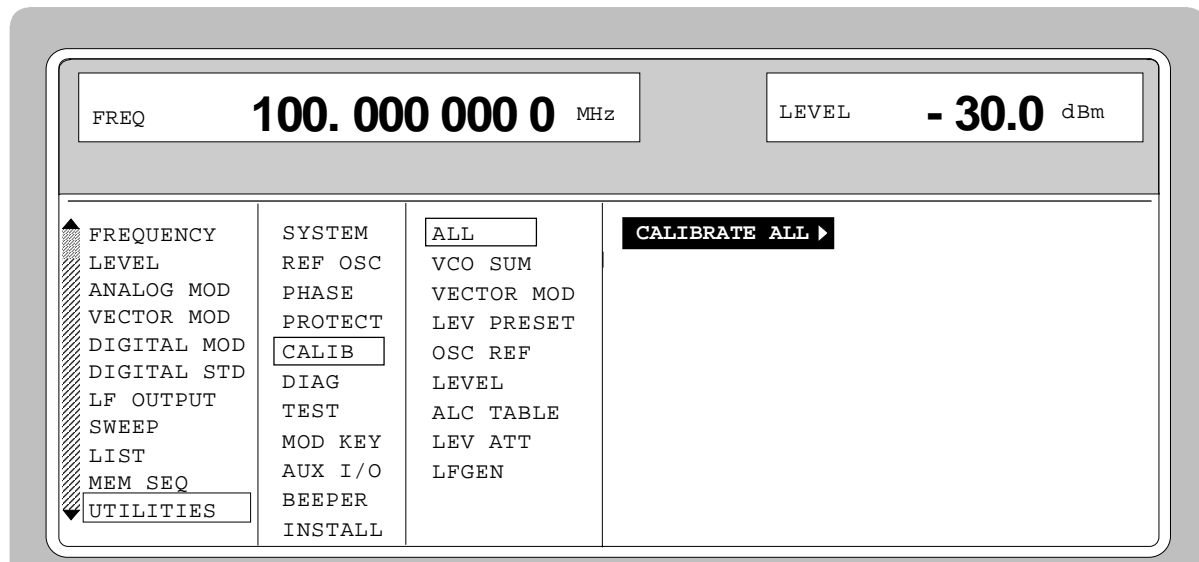 FREQ 100. 000 000 0 MHz
LEVEL - 30.0 dBm
FREQUENCY
LEVEL
ANALOG MOD
VECTOR MOD
DIGITAL MOD
DIGITAL STD
LF OUTPUT
SWEEP
LIST
MEM SEQ
UTILITIES
SYSTEM
REF OSC
PHASE
PROTECT
CALIB
DIAG
TEST
MOD KEY
AUX I/O
BEEPER
INSTALL
ALL
VCO SUM
VECTOR MOD
LEV PRESET
OSC REF
LEVEL
ALC TABLE
LEV ATT
LFGEN
CALIBRATE ALL